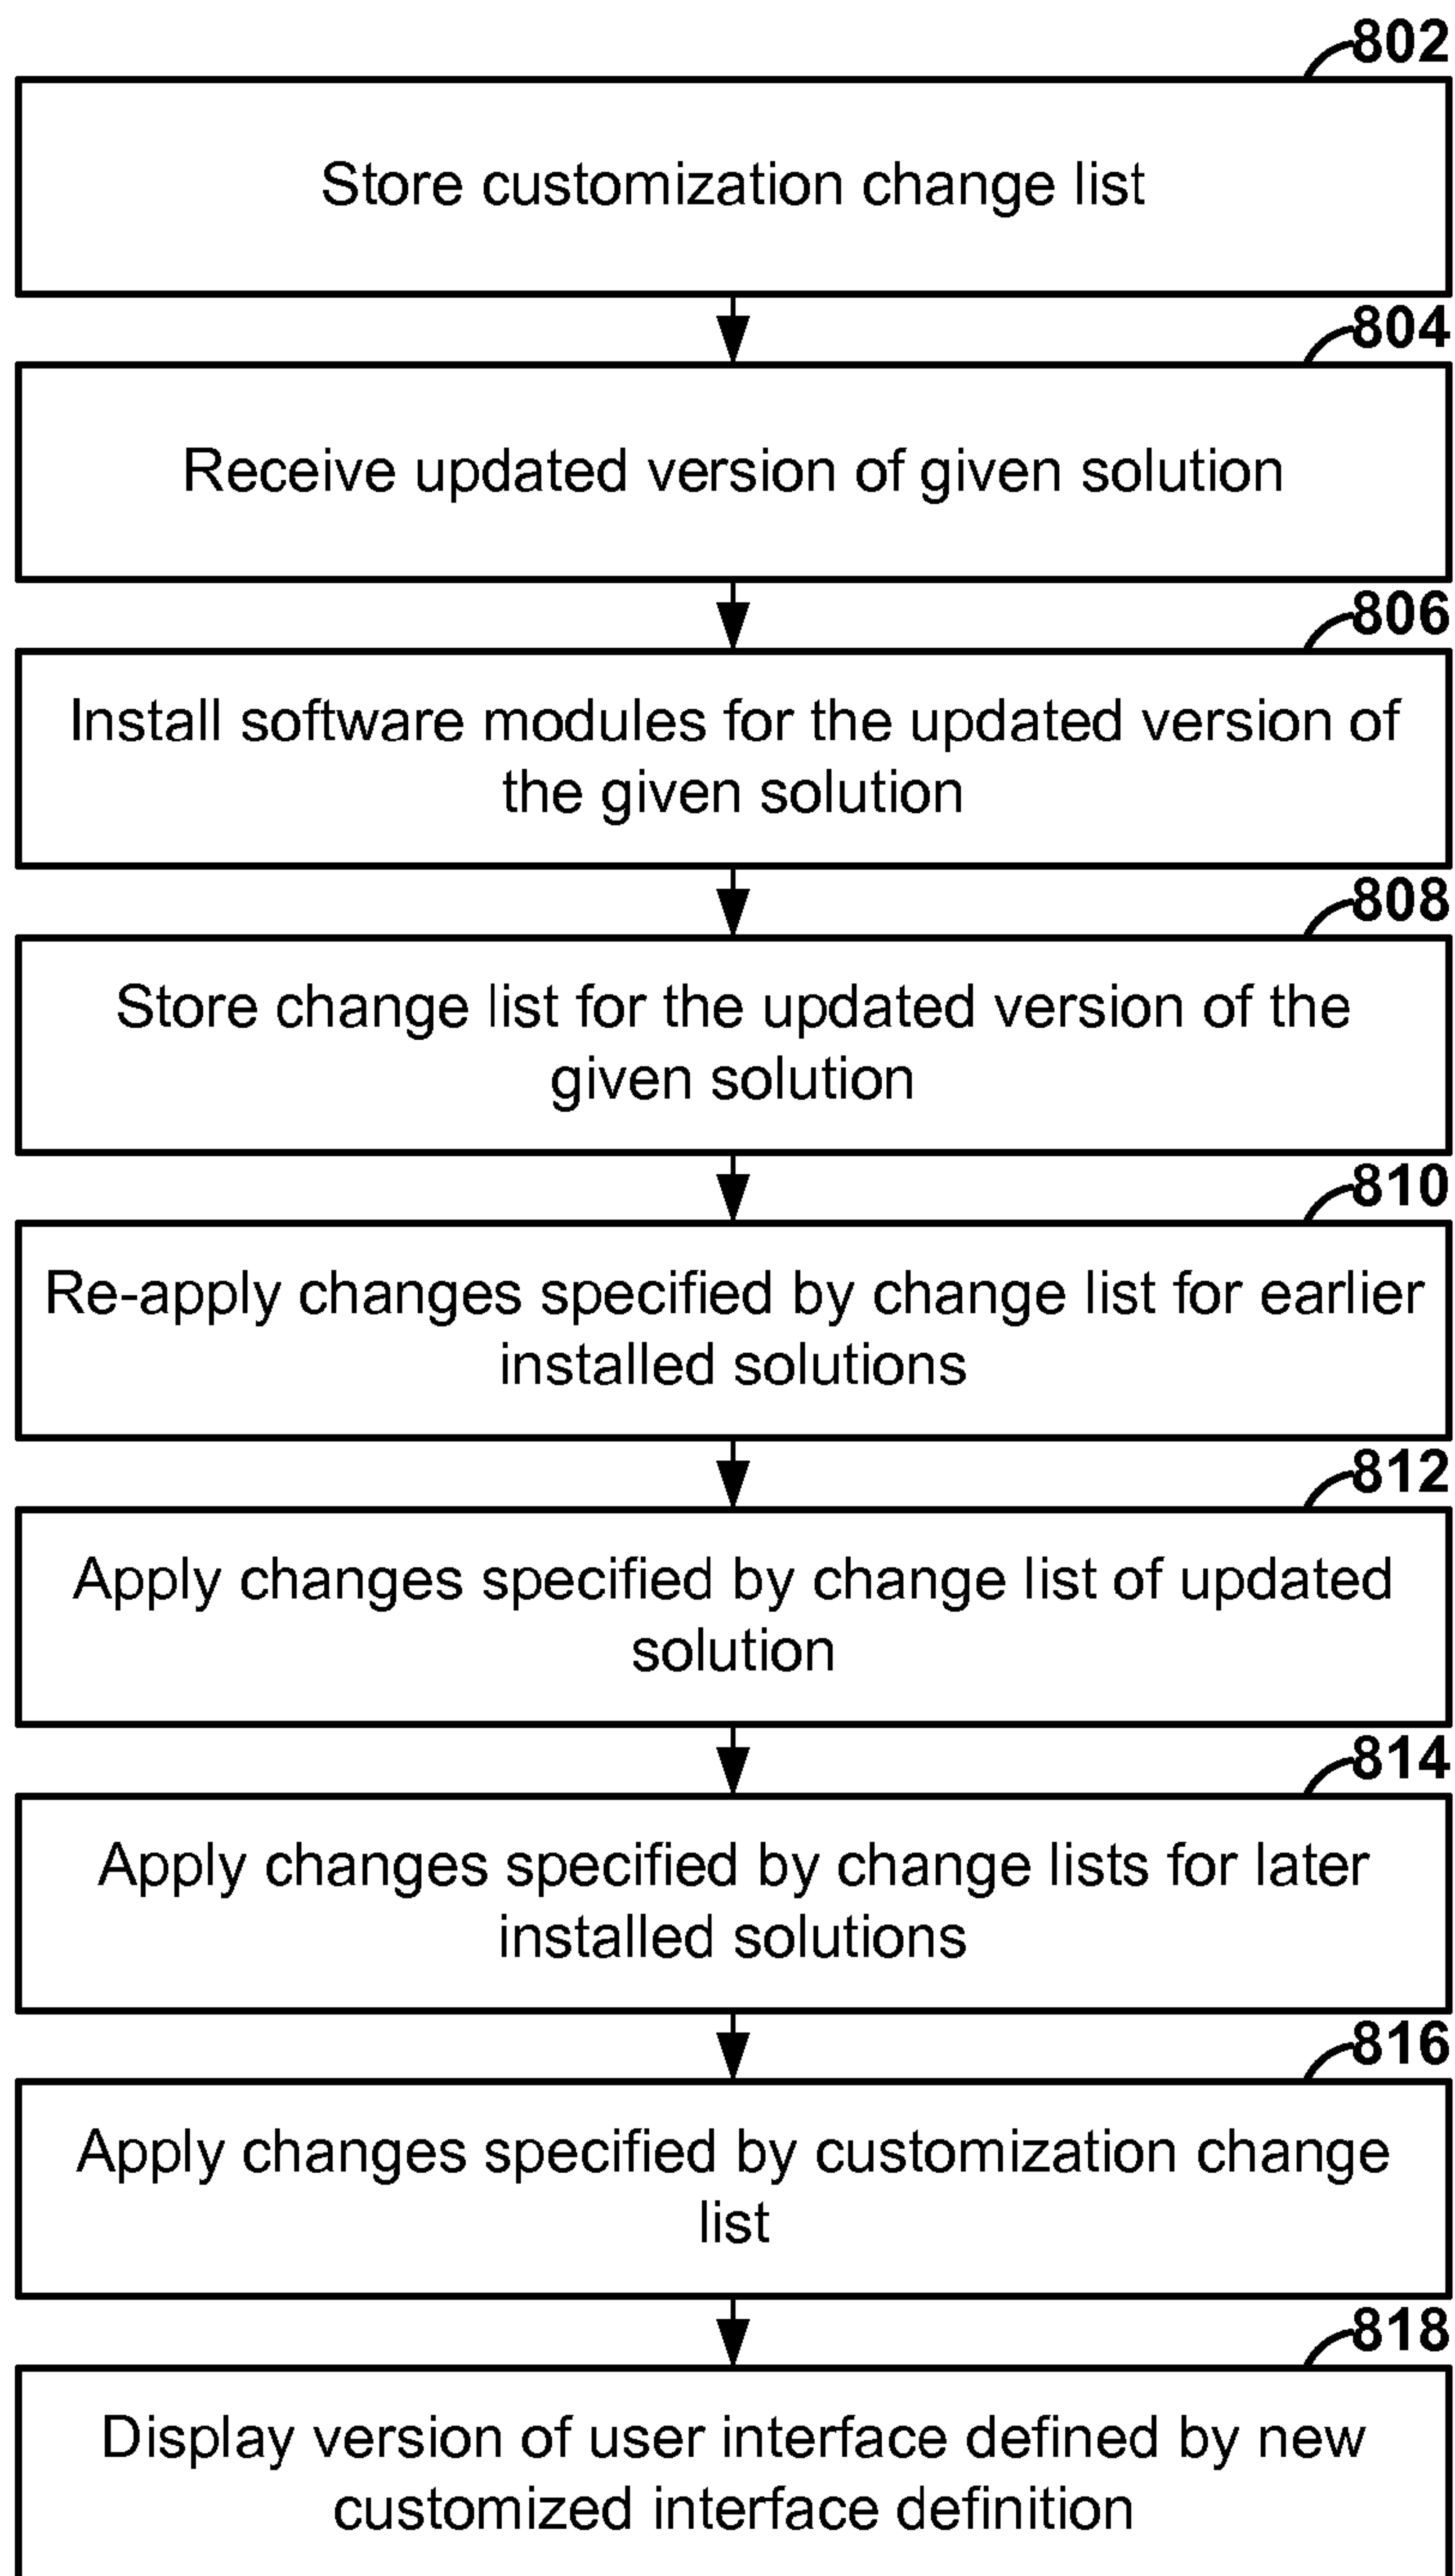 802
Store customization change list
804
Receive updated version of given solution
806
Install software modules for the updated version of
the given solution
808
Store change list for the updated version of the
given solution
810
Re-apply changes specified by change list for earlier
installed solutions
812
Apply changes specified by change list of updated
solution
814
Apply changes specified by change lists for later
installed solutions
816
Apply changes specified by customization change
list
818
Display version of user interface defined by new
customized interface definition